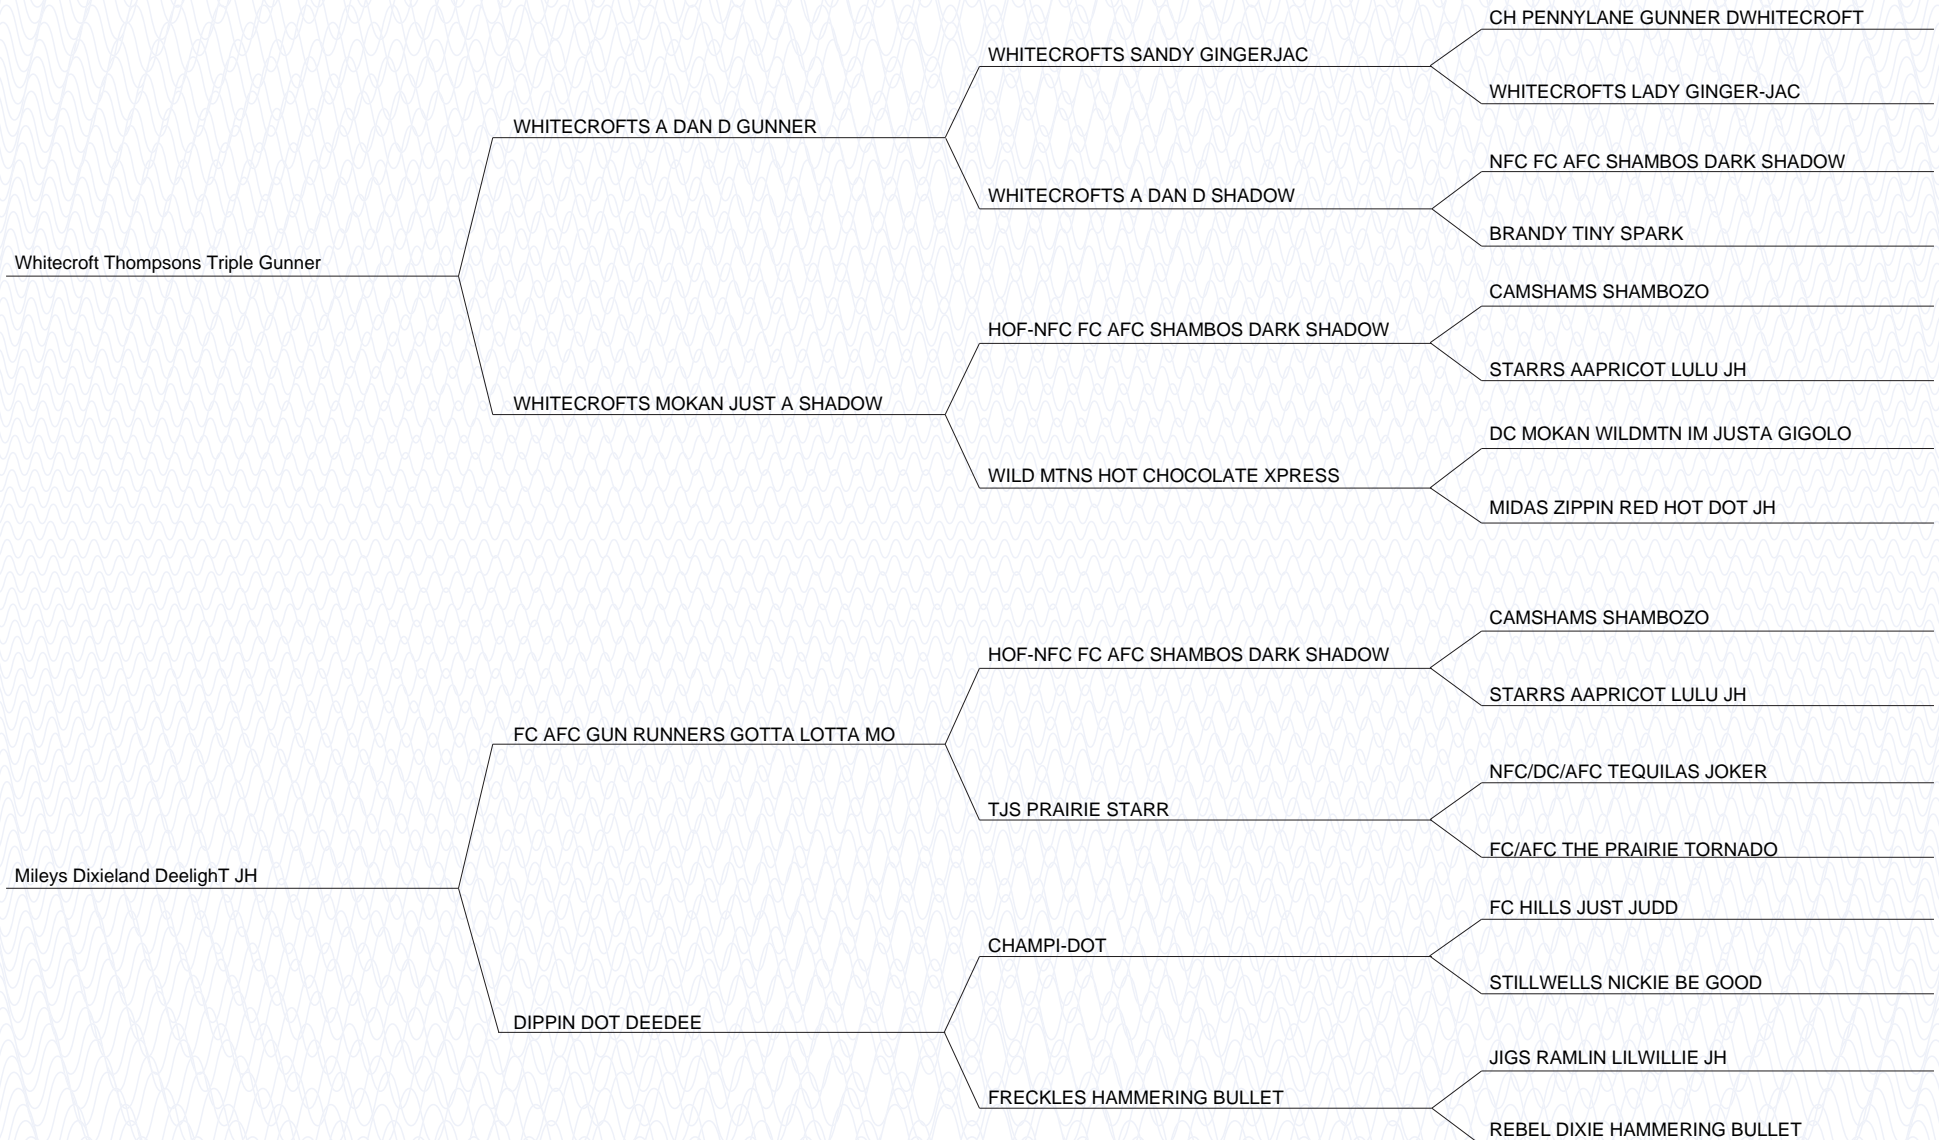 CH PENNYLANE GUNNER DWHITECROFT
WHITECROFTS SANDY GINGERJAC
WHITECROFTS LADY GINGER-JAC
WHITECROFTS A DAN D GUNNER
NFC FC AFC SHAMBOS DARK SHADOW
WHITECROFTS A DAN D SHADOW
BRANDY TINY SPARK
Whitecroft Thompsons Triple Gunner
CAMSHAMS SHAMBOZO
HOF-NFC FC AFC SHAMBOS DARK SHADOW
STARRS AAPRICOT LULU JH
WHITECROFTS MOKAN JUST A SHADOW
DC MOKAN WILDMTN IM JUSTA GIGOLO
WILD MTNS HOT CHOCOLATE XPRESS
MIDAS ZIPPIN RED HOT DOT JH
CAMSHAMS SHAMBOZO
HOF-NFC FC AFC SHAMBOS DARK SHADOW
STARRS AAPRICOT LULU JH
FC AFC GUN RUNNERS GOTTA LOTTA MO
NFC/DC/AFC TEQUILAS JOKER
TJS PRAIRIE STARR
FC/AFC THE PRAIRIE TORNADO
Mileys Dixieland DeelighT JH
FC HILLS JUST JUDD
CHAMPI-DOT
STILLWELLS NICKIE BE GOOD
DIPPIN DOT DEEDEE
JIGS RAMLIN LILWILLIE JH
FRECKLES HAMMERING BULLET
REBEL DIXIE HAMMERING BULLET